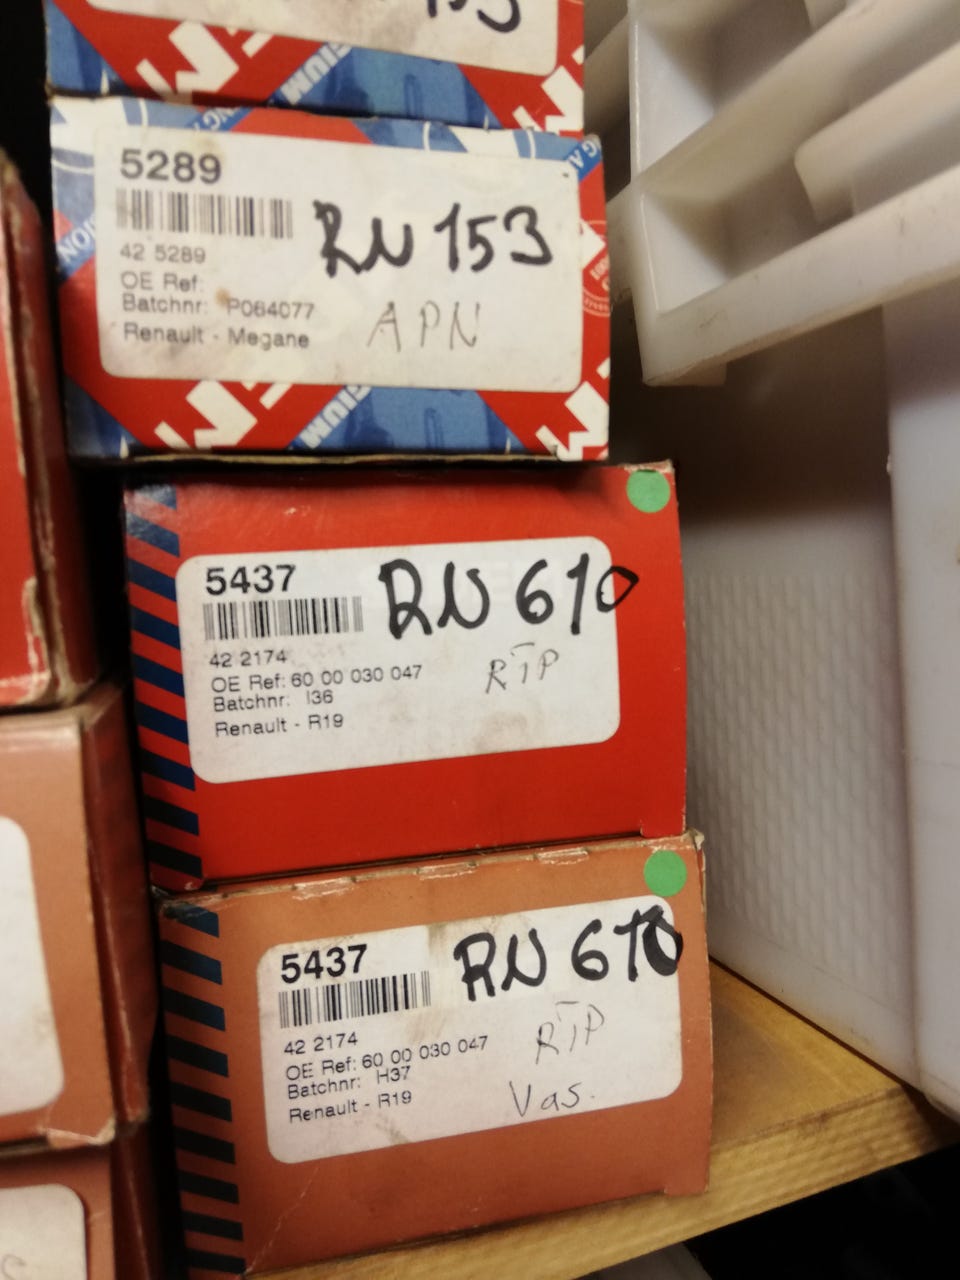 5289
RN 153
42 5289
OE Ref:
Batchnr: P064077
APN
Renault - Megane
5437
RN 610
42 2174
OE Ref: 60 00 030 047
RTP
Batchnr: I36
Renault - R19
5437
RN 610
42 2174
OE Ref: 60 00 030 047
RTP
Batchnr: H37
Renault - R19
Vas.